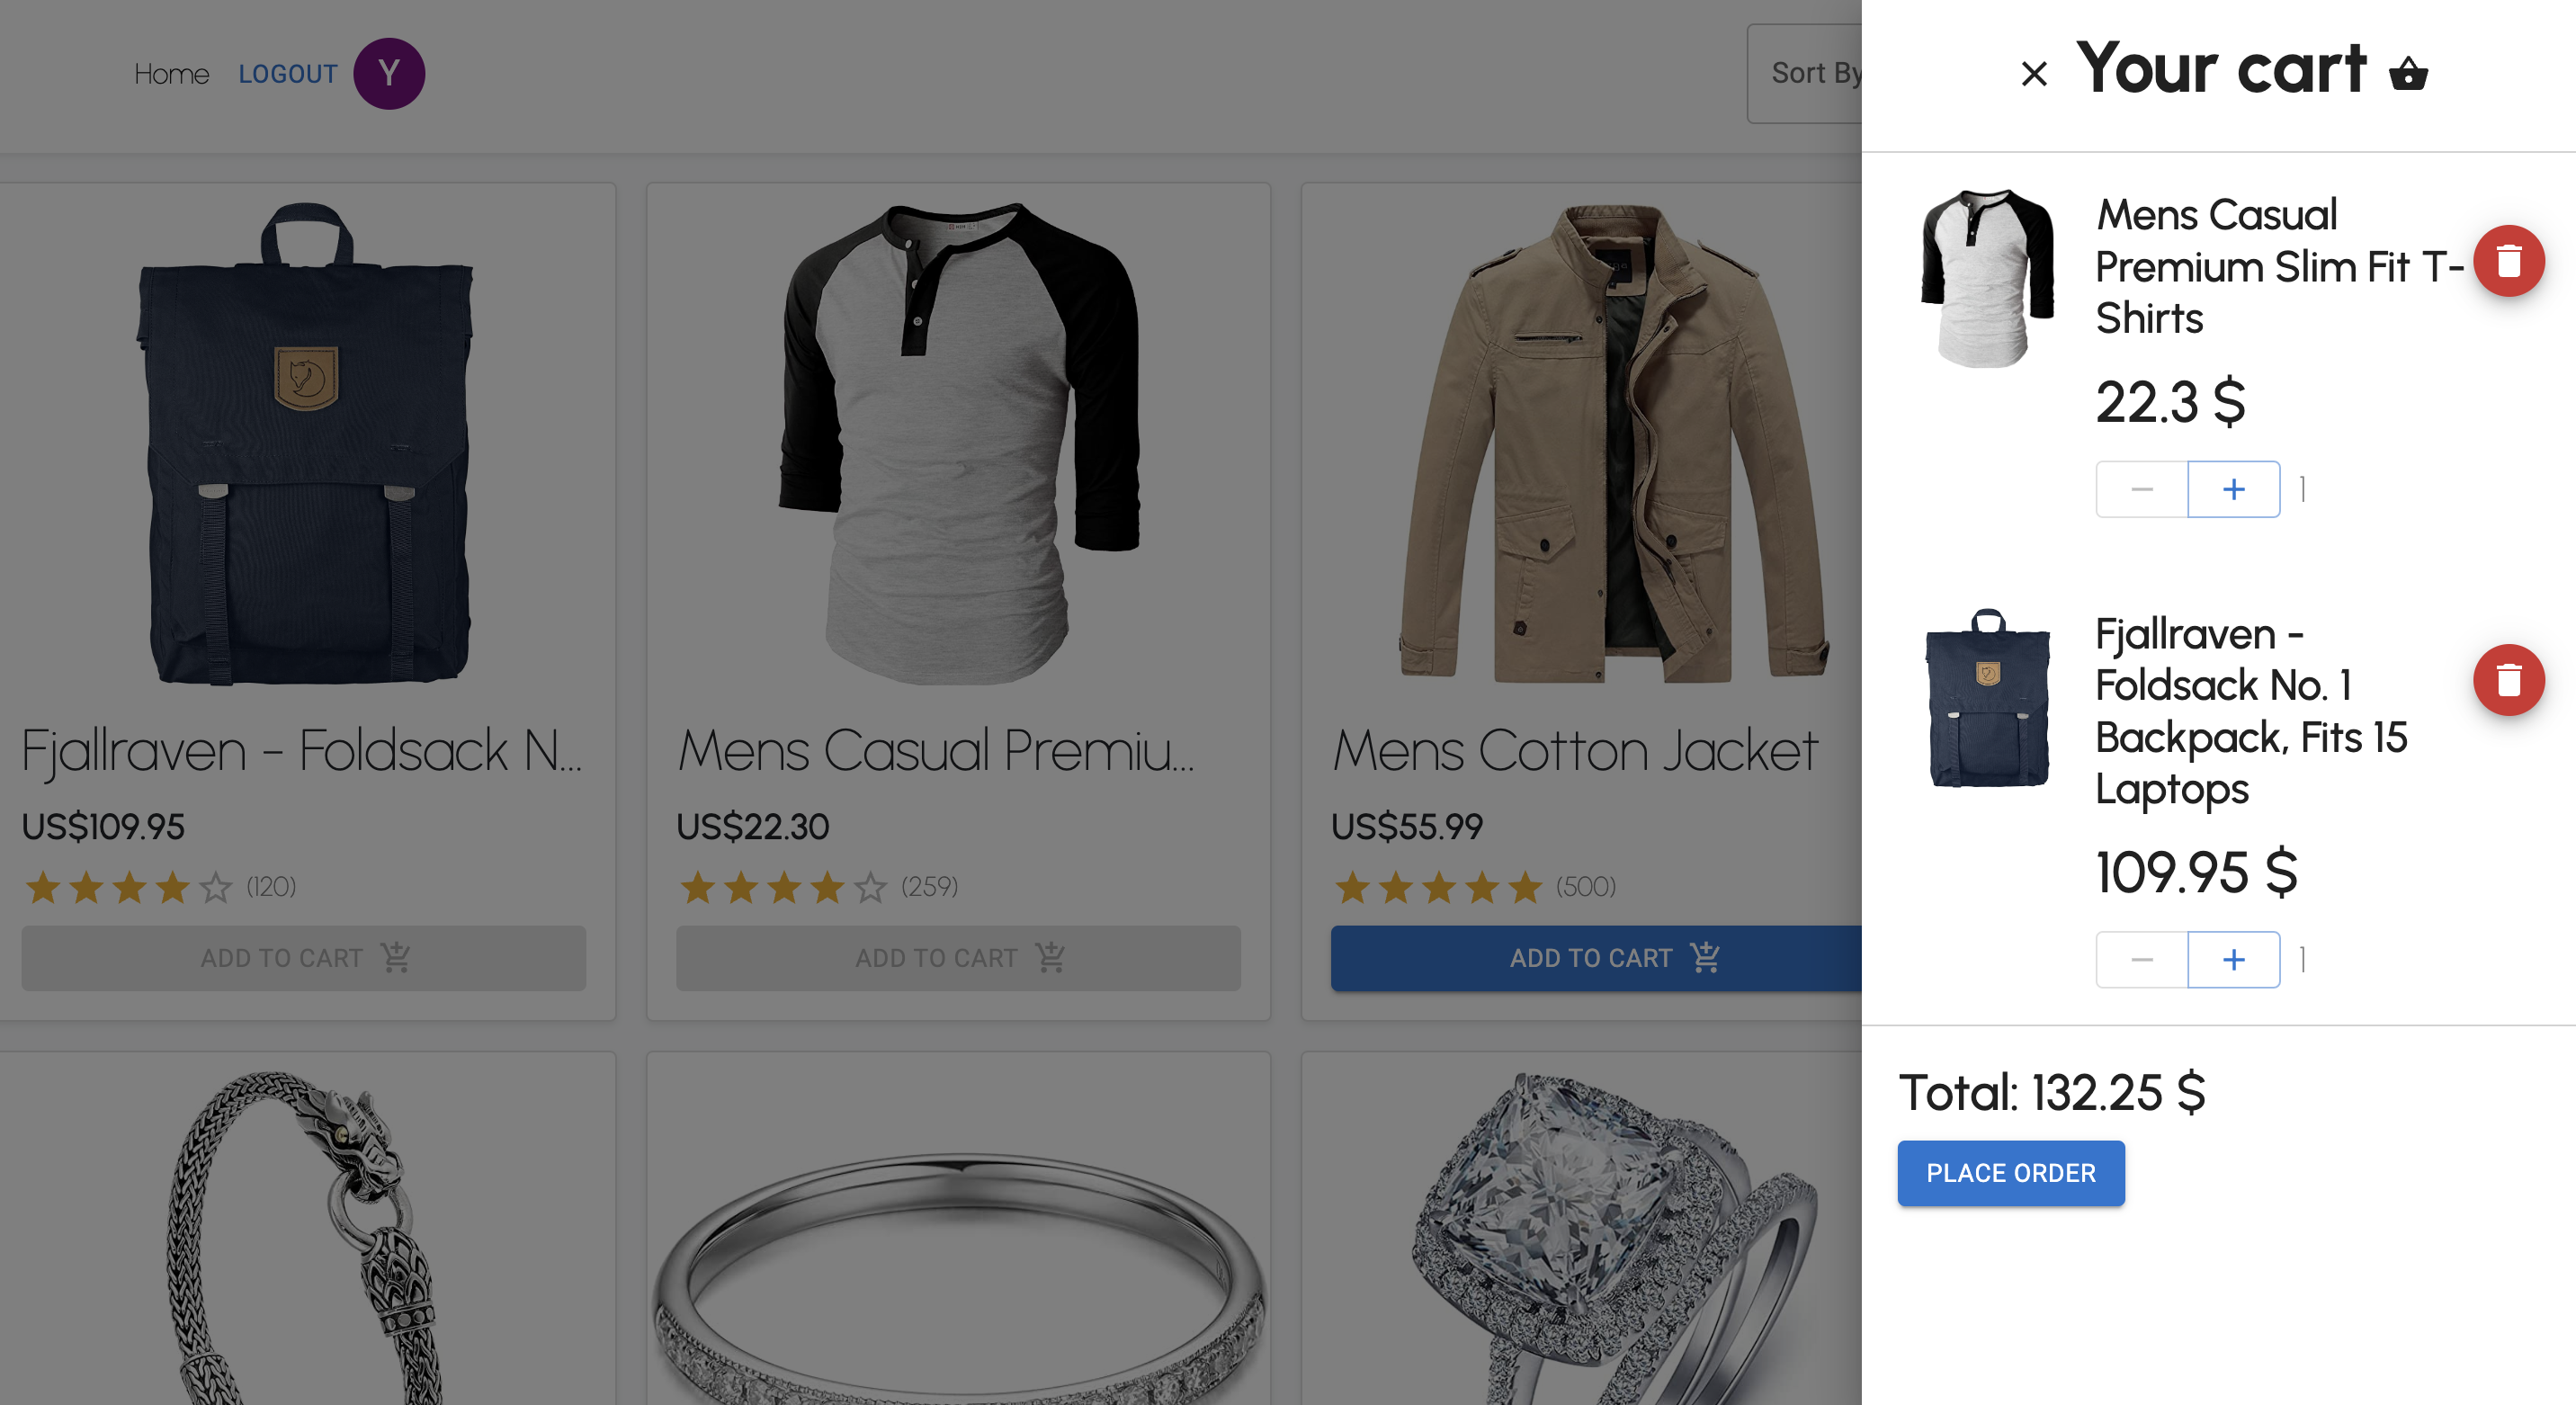 Home LOGOUT Y
Sort By
Fjallraven - Foldsack N...
US$109.95
(120)
ADD TO CART
Mens Casual Premiu...
US$22.30
(259)
ADD TO CART
Mens Cotton Jacket
US$55.99
(500)
ADD TO CART
Your cart
Mens Casual
Premium Slim Fit T-
Shirts
22.3 $
1
Fjallraven -
Foldsack No. 1
Backpack, Fits 15
Laptops
109.95 $
1
Total: 132.25 $
PLACE ORDER